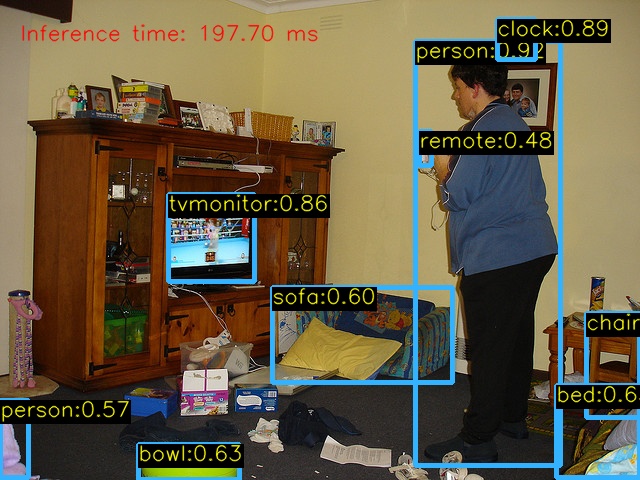 Inference time: 197.70 ms
clock:0.89
person:0.92
remote:0.48
tvmonitor:0.86
sofa:0.60
chair
bed:0.6
person:0.57
bowl:0.63